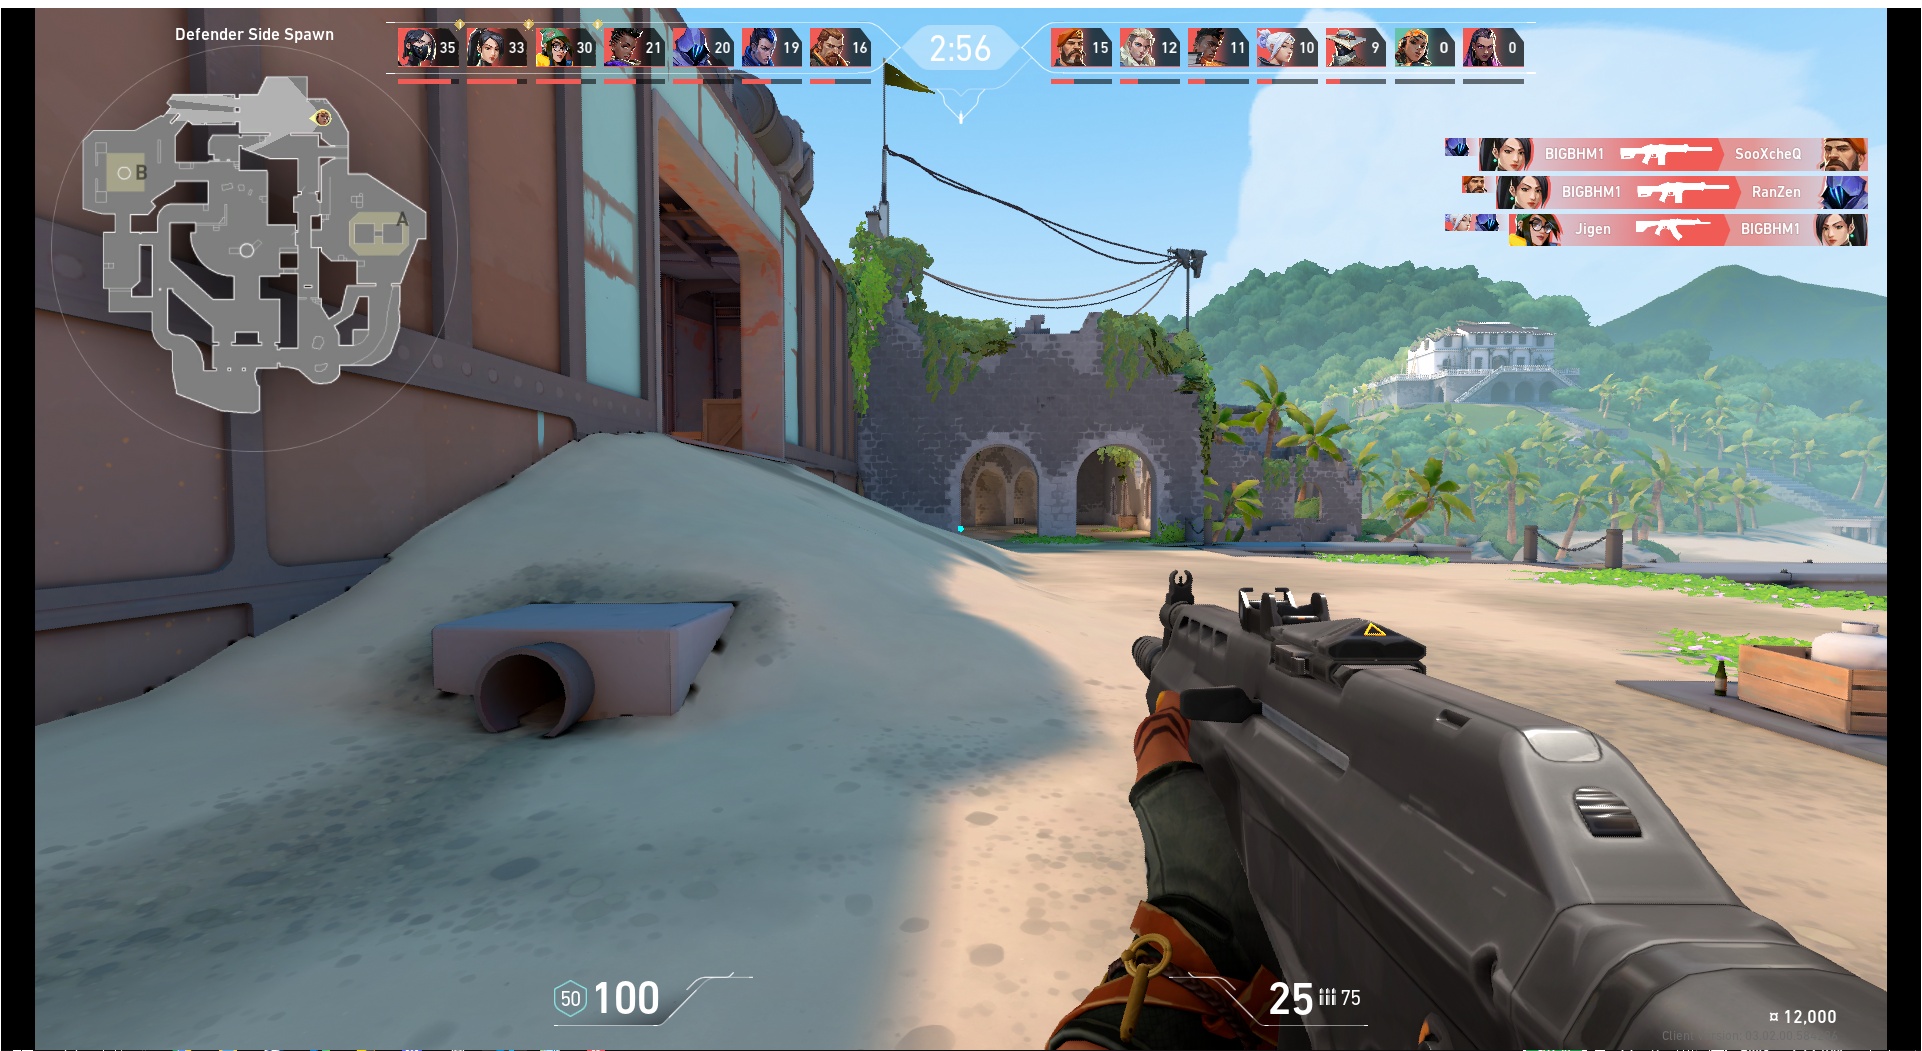 Defender Side Spawn
35 33 30 21 20 19 16
2:56
15 12 11 10 9 0 0
BIGBHM1 SooXcheQ
BIGBHM1 RanZen
Jigen BIGBHM1
B
A
50 100
25 75
¤ 12,000